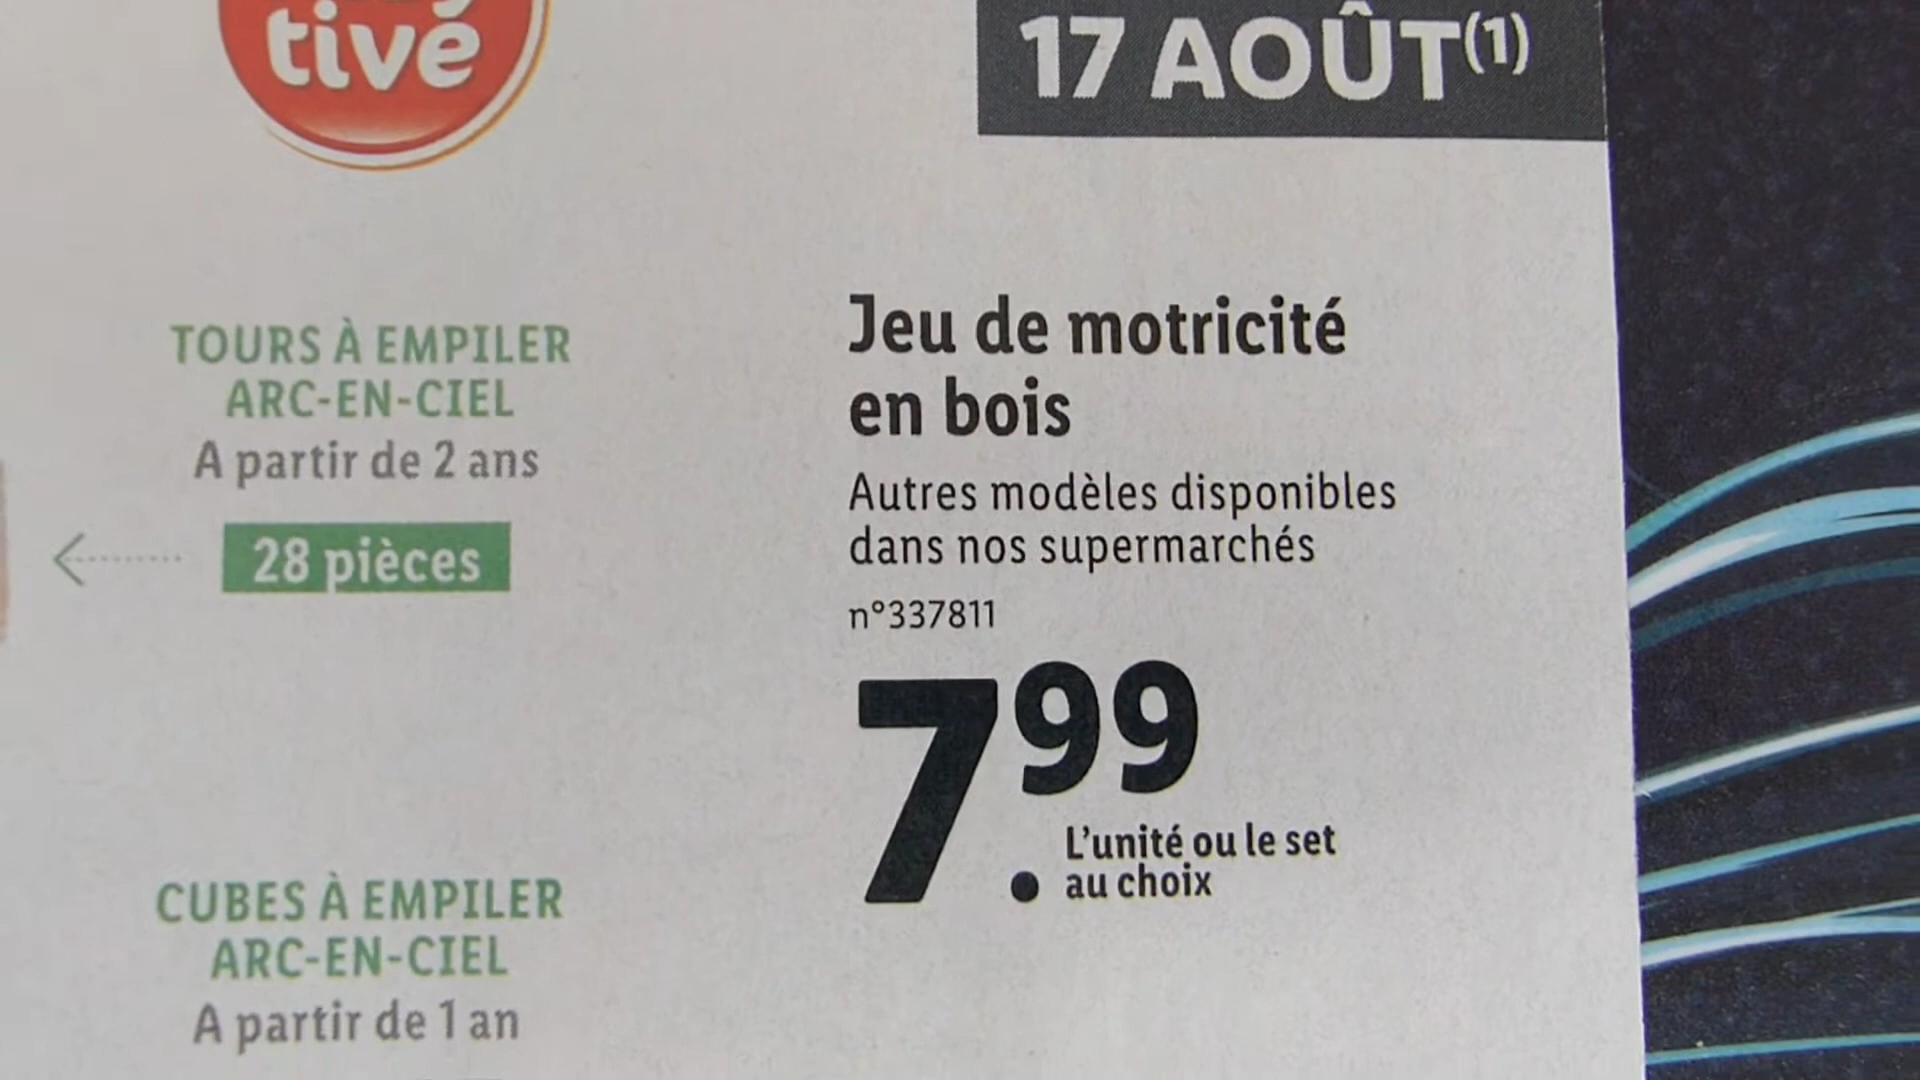 tive
17 AOÛT(1)
TOURS À EMPILER
ARC-EN-CIEL
A partir de 2 ans
28 pièces
CUBES À EMPILER
ARC-EN-CIEL
A partir de 1 an
Jeu de motricité
en bois
Autres modèles disponibles
dans nos supermarchés
n°337811
7.99
L'unité ou le set
au choix